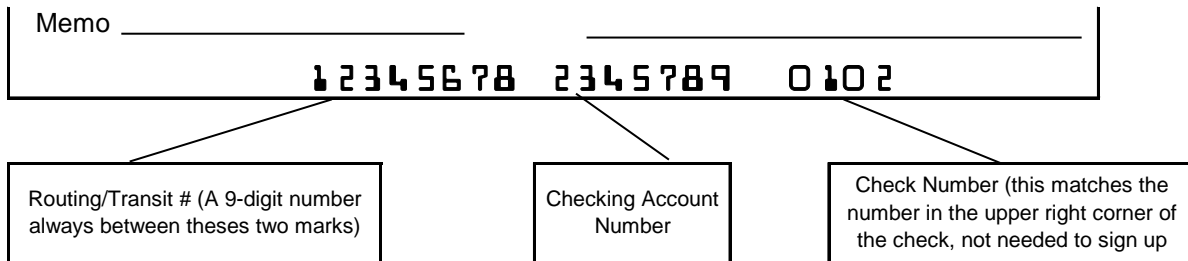 Memo
12345678 2345789 0102
Routing/Transit # (A 9-digit number
always between theses two marks)
Checking Account
Number
Check Number (this matches the
number in the upper right corner of
the check, not needed to sign up